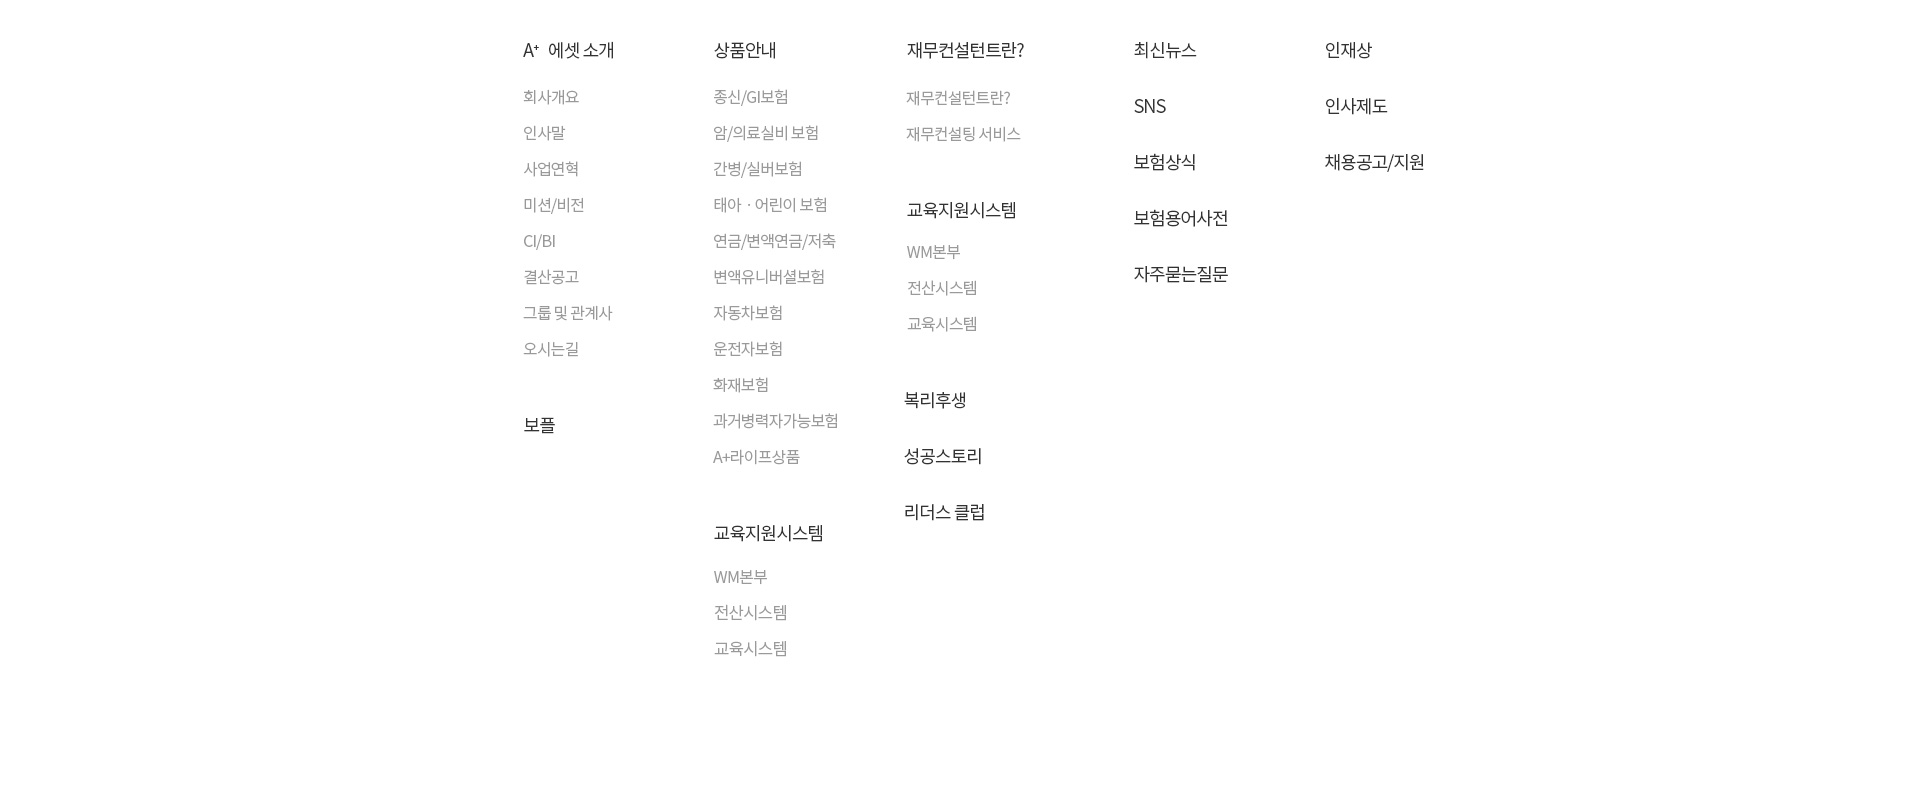 A⁺ 에셋 소개
회사개요
인사말
사업연혁
미션/비전
CI/BI
결산공고
그룹 및 관계사
오시는길
보플
상품안내
종신/GI보험
암/의료실비 보험
간병/실버보험
태아ㆍ어린이 보험
연금/변액연금/저축
변액유니버셜보험
자동차보험
운전자보험
화재보험
과거병력자가능보험
A+라이프상품
교육지원시스템
WM본부
전산시스템
교육시스템
재무컨설턴트란?
재무컨설턴트란?
재무컨설팅 서비스
교육지원시스템
WM본부
전산시스템
교육시스템
복리후생
성공스토리
리더스 클럽
최신뉴스
SNS
보험상식
보험용어사전
자주묻는질문
인재상
인사제도
채용공고/지원